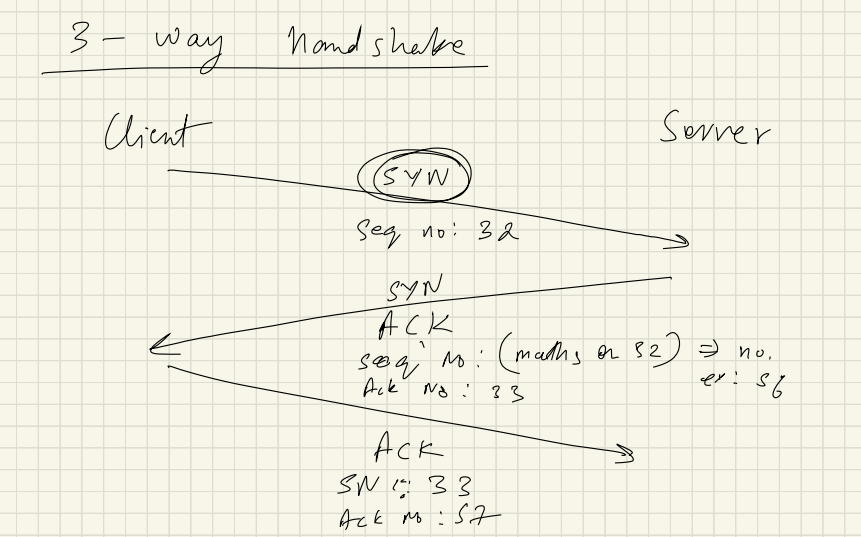 3 - way handshake
Client
Server
SYN
Seq no: 32
SYN
ACK
seq no: (maths on 32) => no.
ex: 56
Ack No: 33
ACK
SN: 33
Ack no: 57